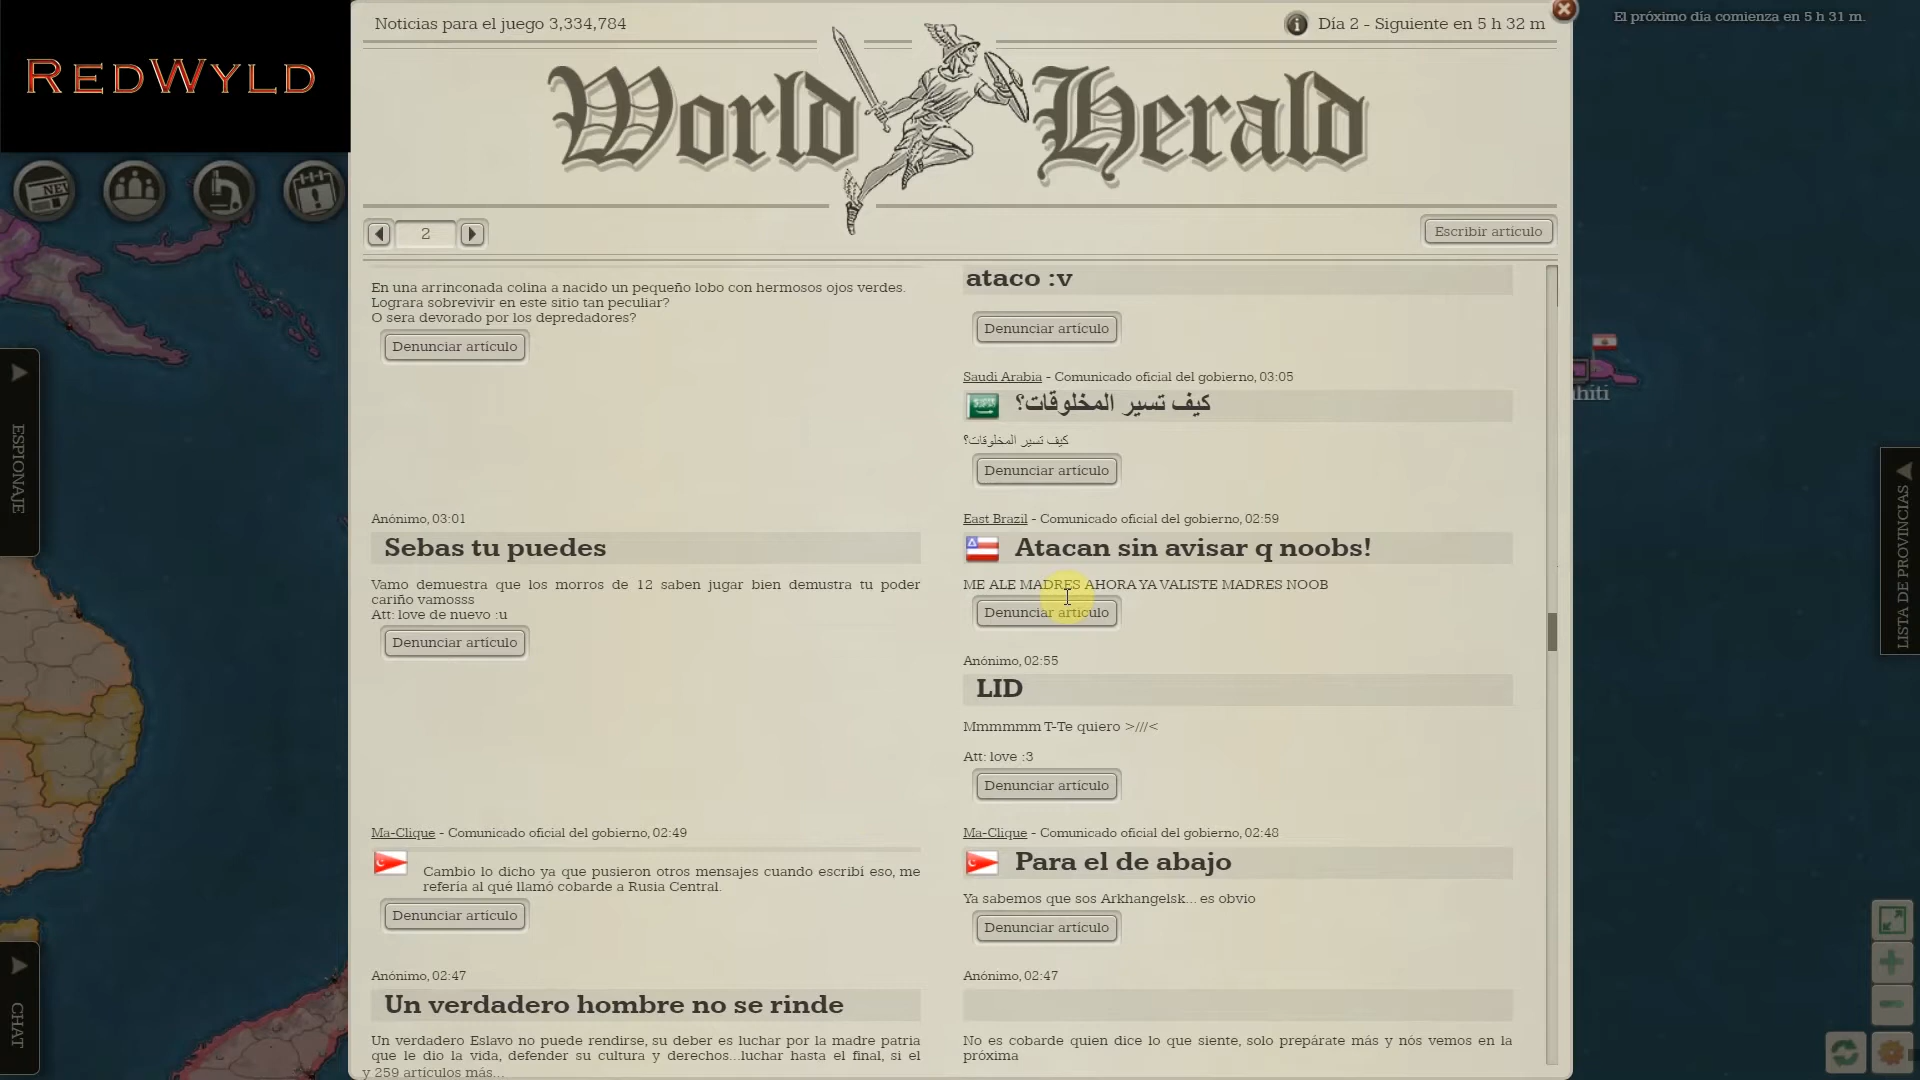 REDWYLD
Noticias para el juego 3,334,784
Día 2 - Siguiente en 5 h 32 m
El próximo día comienza en 5 h 31 m.
World Herald
2
Escribir artículo
En una arrinconada colina a nacido un pequeño lobo con hermosos ojos verdes.
Lograra sobrevivir en este sitio tan peculiar?
O sera devorado por los depredadores?
Denunciar artículo
ataco :v
Denunciar artículo
Saudi Arabia - Comunicado oficial del gobierno, 03:05
كيف تسير المخلوقات؟
كيف تسير المخلوقات؟
Denunciar artículo
Anónimo, 03:01
Sebas tu puedes
Vamo demuestra que los morros de 12 saben jugar bien demustra tu poder
cariño vamosss
Att: love de nuevo :u
Denunciar artículo
East Brazil - Comunicado oficial del gobierno, 02:59
Atacan sin avisar q noobs!
ME ALE MADRES AHORA YA VALISTE MADRES NOOB
Denunciar artículo
Anónimo, 02:55
LID
Mmmmmm T-Te quiero >///<
Att: love :3
Denunciar artículo
Ma-Clique - Comunicado oficial del gobierno, 02:49
Cambio lo dicho ya que pusieron otros mensajes cuando escribí eso, me
refería al qué llamó cobarde a Rusia Central.
Denunciar artículo
Ma-Clique - Comunicado oficial del gobierno, 02:48
Para el de abajo
Ya sabemos que sos Arkhangelsk... es obvio
Denunciar artículo
Anónimo, 02:47
Un verdadero hombre no se rinde
Un verdadero Eslavo no puede rendirse, su deber es luchar por la madre patria
que le dio la vida, defender su cultura y derechos...luchar hasta el final, si el
y 259 artículos más...
Anónimo, 02:47
No es cobarde quien dice lo que siente, solo prepárate más y nós vemos en la
próxima
ESPIONAJE
CHAT
LISTA DE PROVINCIAS
NEW